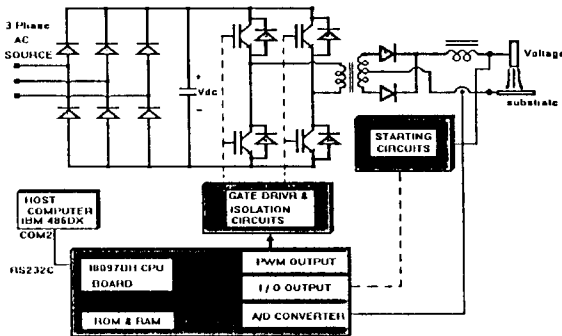 3 Phase
AC
SOURCE
+
Vdc
−
Voltage
substrate
STARTING
CIRCUITS
GATE DRIVR &
ISOLATION
CIRCUITS
HOST
COMPUTER
IBM 486DX
COM2
RS232C
CPU
BOARD
ROM & RAM
PWM OUTPUT
I/O OUTPUT
A/D CONVERTER